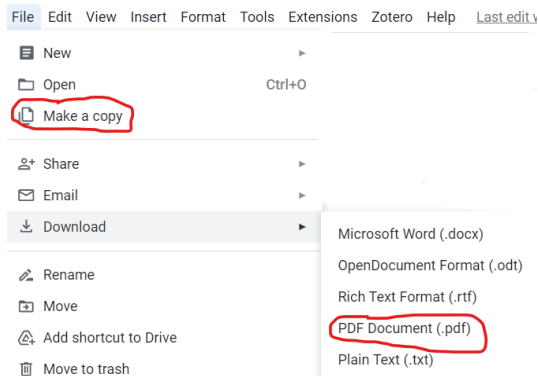 File Edit View Insert Format Tools Extensions Zotero Help Last edit
New
Open Ctrl+O
Make a copy
Share
Email
Download
Microsoft Word (.docx)
OpenDocument Format (.odt)
Rich Text Format (.rtf)
PDF Document (.pdf)
Plain Text (.txt)
Rename
Move
Add shortcut to Drive
Move to trash